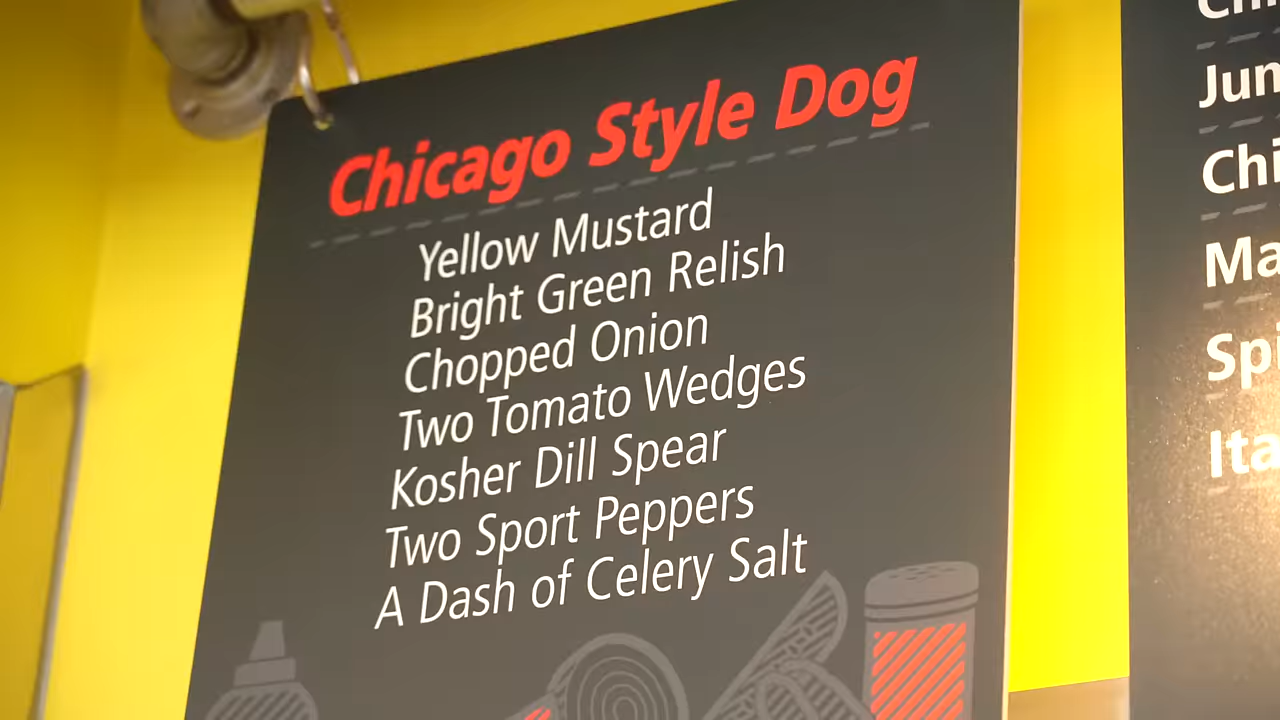 Chicago Style Dog
Yellow Mustard
Bright Green Relish
Chopped Onion
Two Tomato Wedges
Kosher Dill Spear
Two Sport Peppers
A Dash of Celery Salt